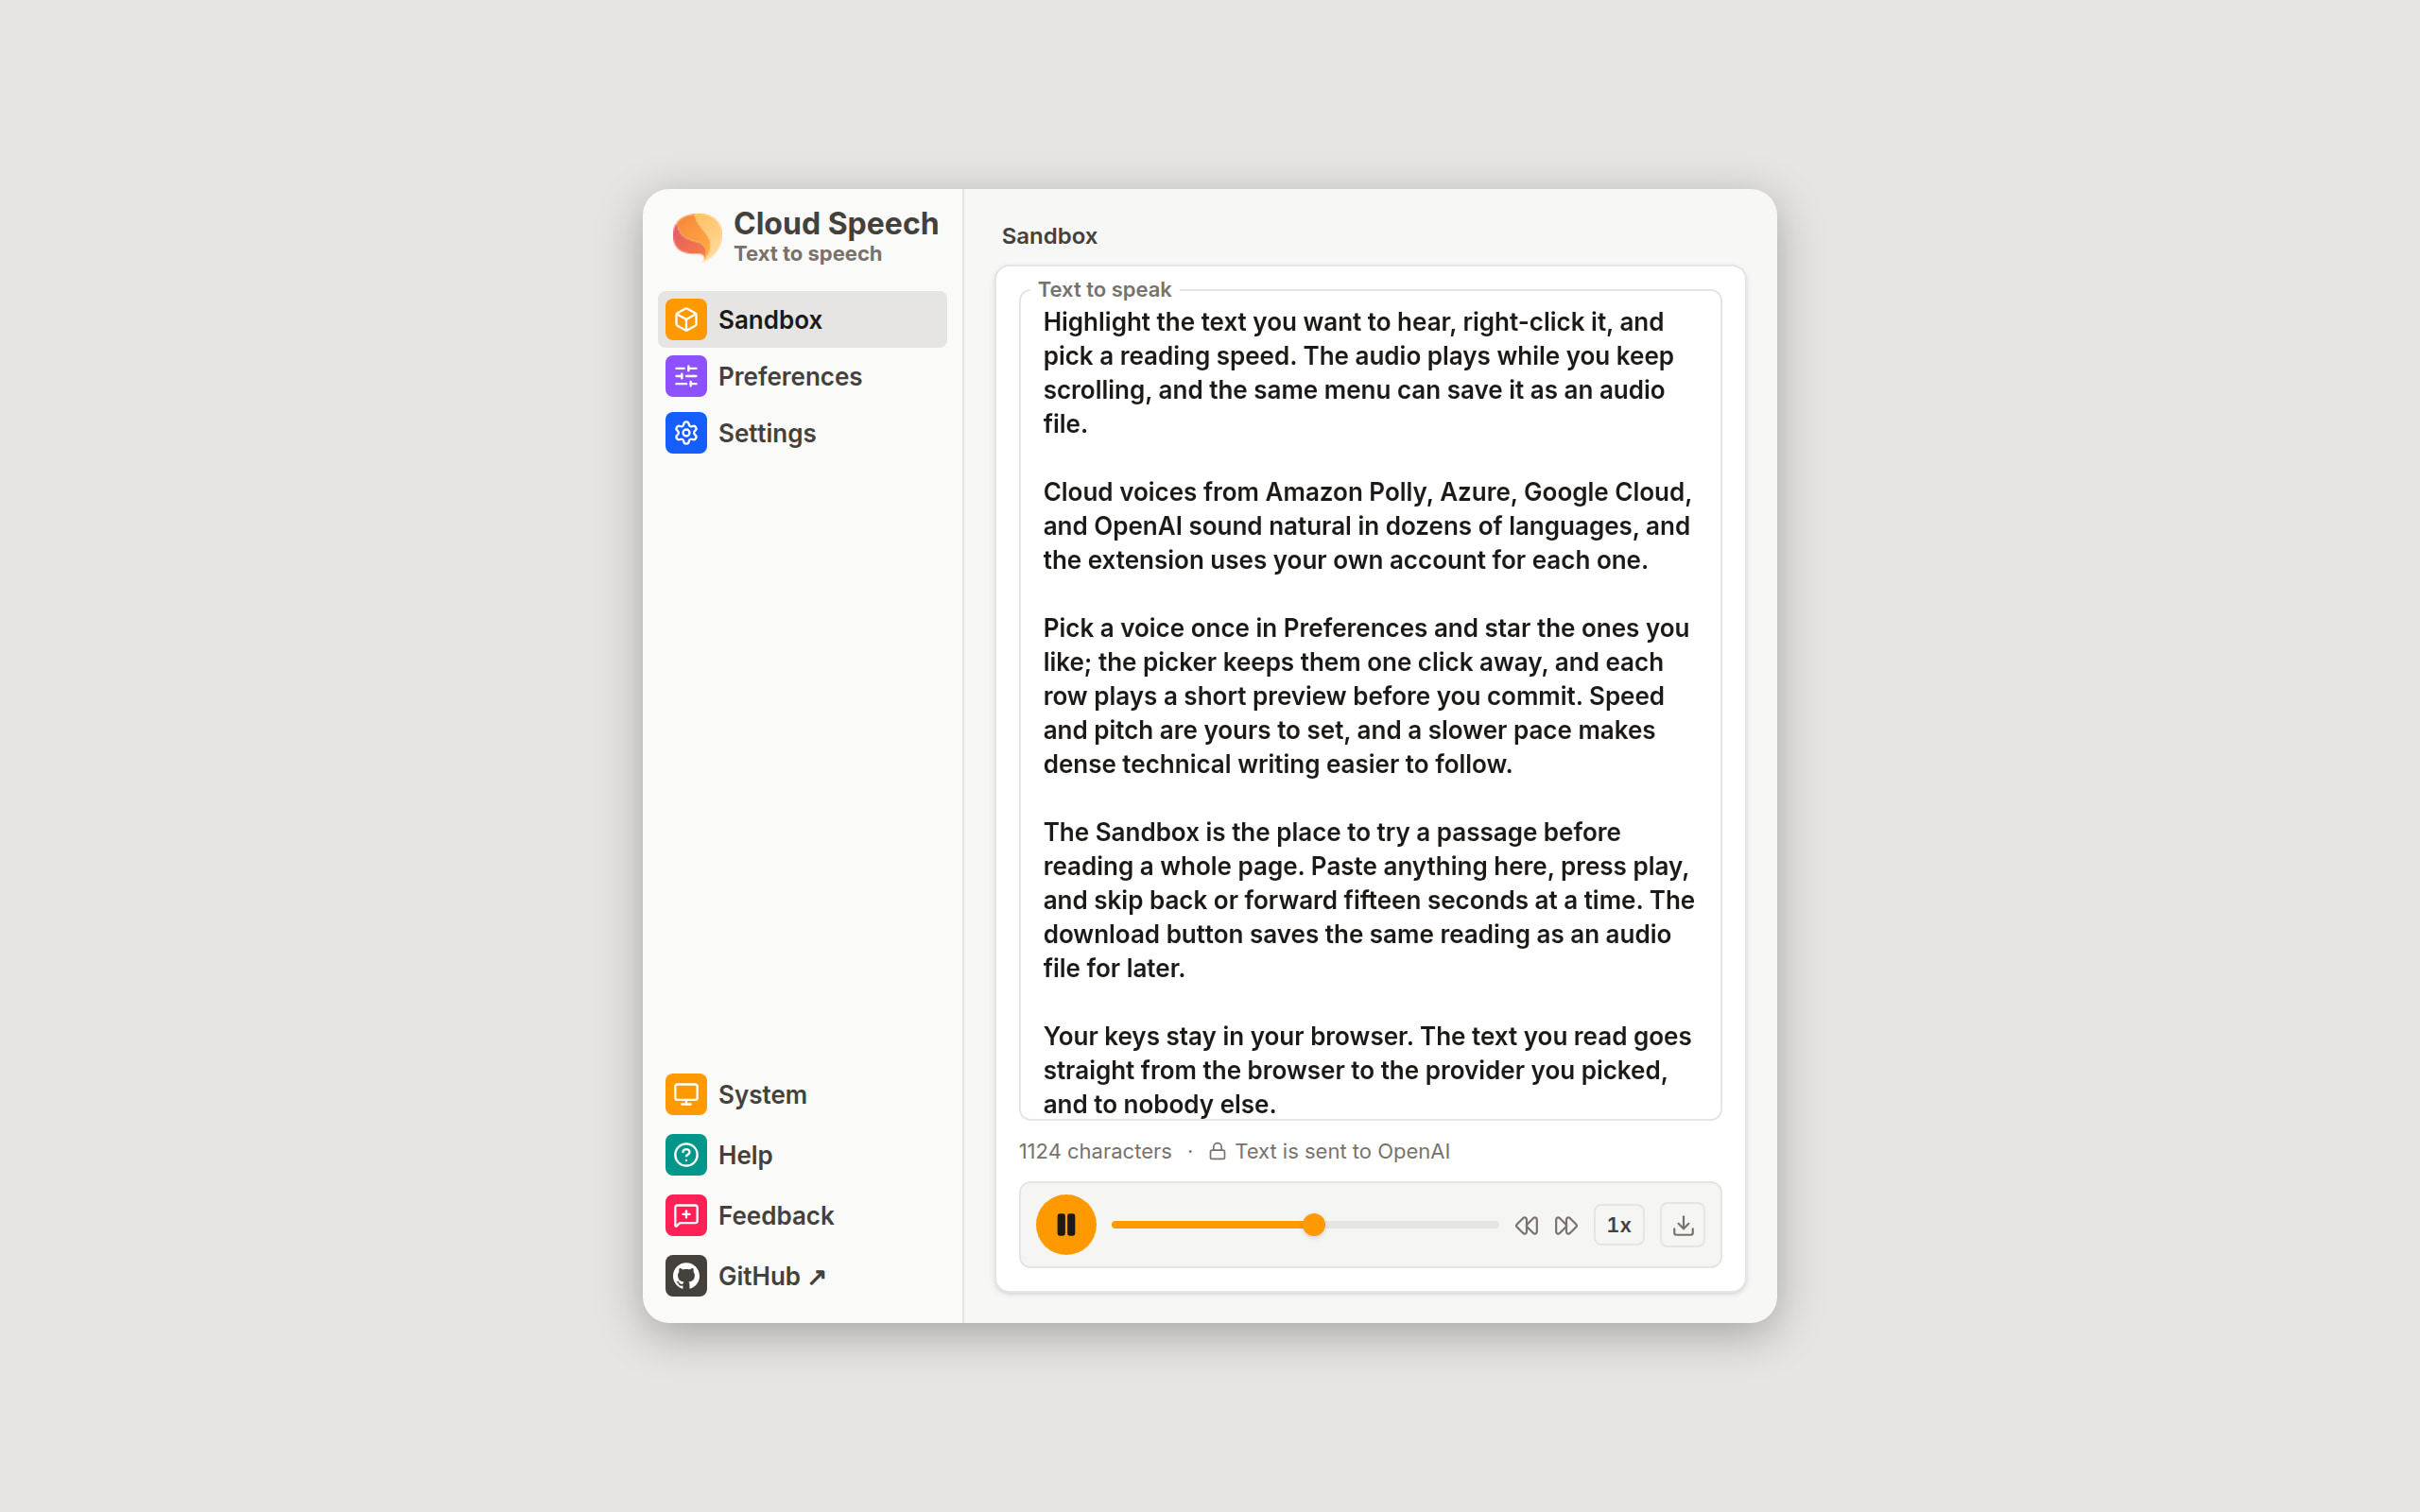 Cloud Speech
Text to speech
Sandbox
Preferences
Settings
System
Help
Feedback
GitHub ↗
Sandbox
Text to speak
Highlight the text you want to hear, right-click it, and
pick a reading speed. The audio plays while you keep
scrolling, and the same menu can save it as an audio
file.
Cloud voices from Amazon Polly, Azure, Google Cloud,
and OpenAI sound natural in dozens of languages, and
the extension uses your own account for each one.
Pick a voice once in Preferences and star the ones you
like; the picker keeps them one click away, and each
row plays a short preview before you commit. Speed
and pitch are yours to set, and a slower pace makes
dense technical writing easier to follow.
The Sandbox is the place to try a passage before
reading a whole page. Paste anything here, press play,
and skip back or forward fifteen seconds at a time. The
download button saves the same reading as an audio
file for later.
Your keys stay in your browser. The text you read goes
straight from the browser to the provider you picked,
and to nobody else.
1124 characters · Text is sent to OpenAI
1x